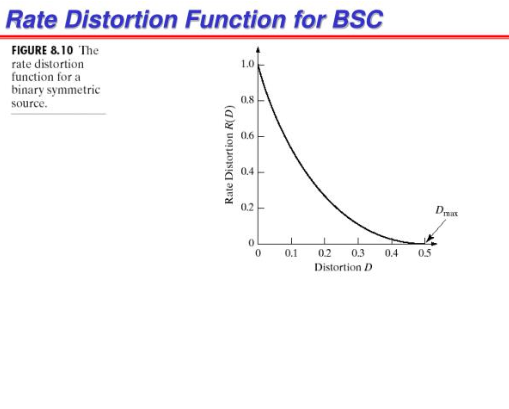 Rate Distortion Function for BSC
FIGURE 8.10 The
rate distortion
function for a
binary symmetric
source.
Rate Distortion R(D)
1.0
0.8
0.6
0.4
0.2
0
Dmax
0 0.1 0.2 0.3 0.4 0.5
Distortion D